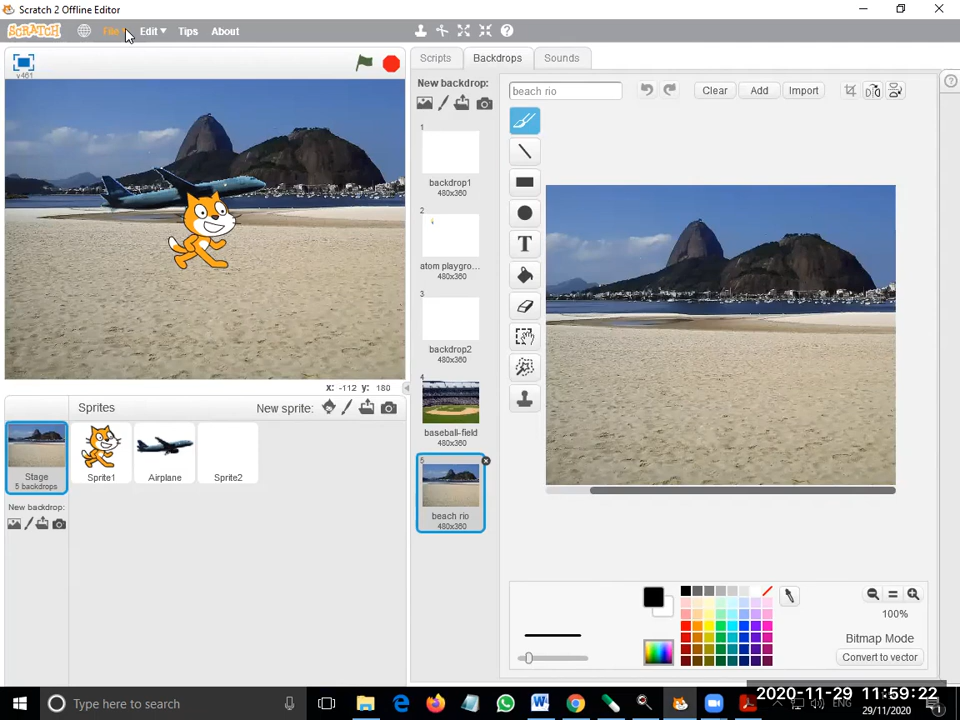 Scratch 2 Offline Editor
SCRATCH File Edit Tips About
v461
Scripts Backdrops Sounds
New backdrop:
beach rio Clear Add Import
1
backdrop1
480x360
2
atom playgro...
480x360
3
backdrop2
480x360
4
baseball-field
480x360
5
beach rio
480x360
x: -112 y: 180
Sprites New sprite:
Stage
5 backdrops
Sprite1 Airplane Sprite2
New backdrop:
T
100%
Bitmap Mode
Convert to vector
Type here to search
2020-11-29 11:59:22
ENG
29/11/2020